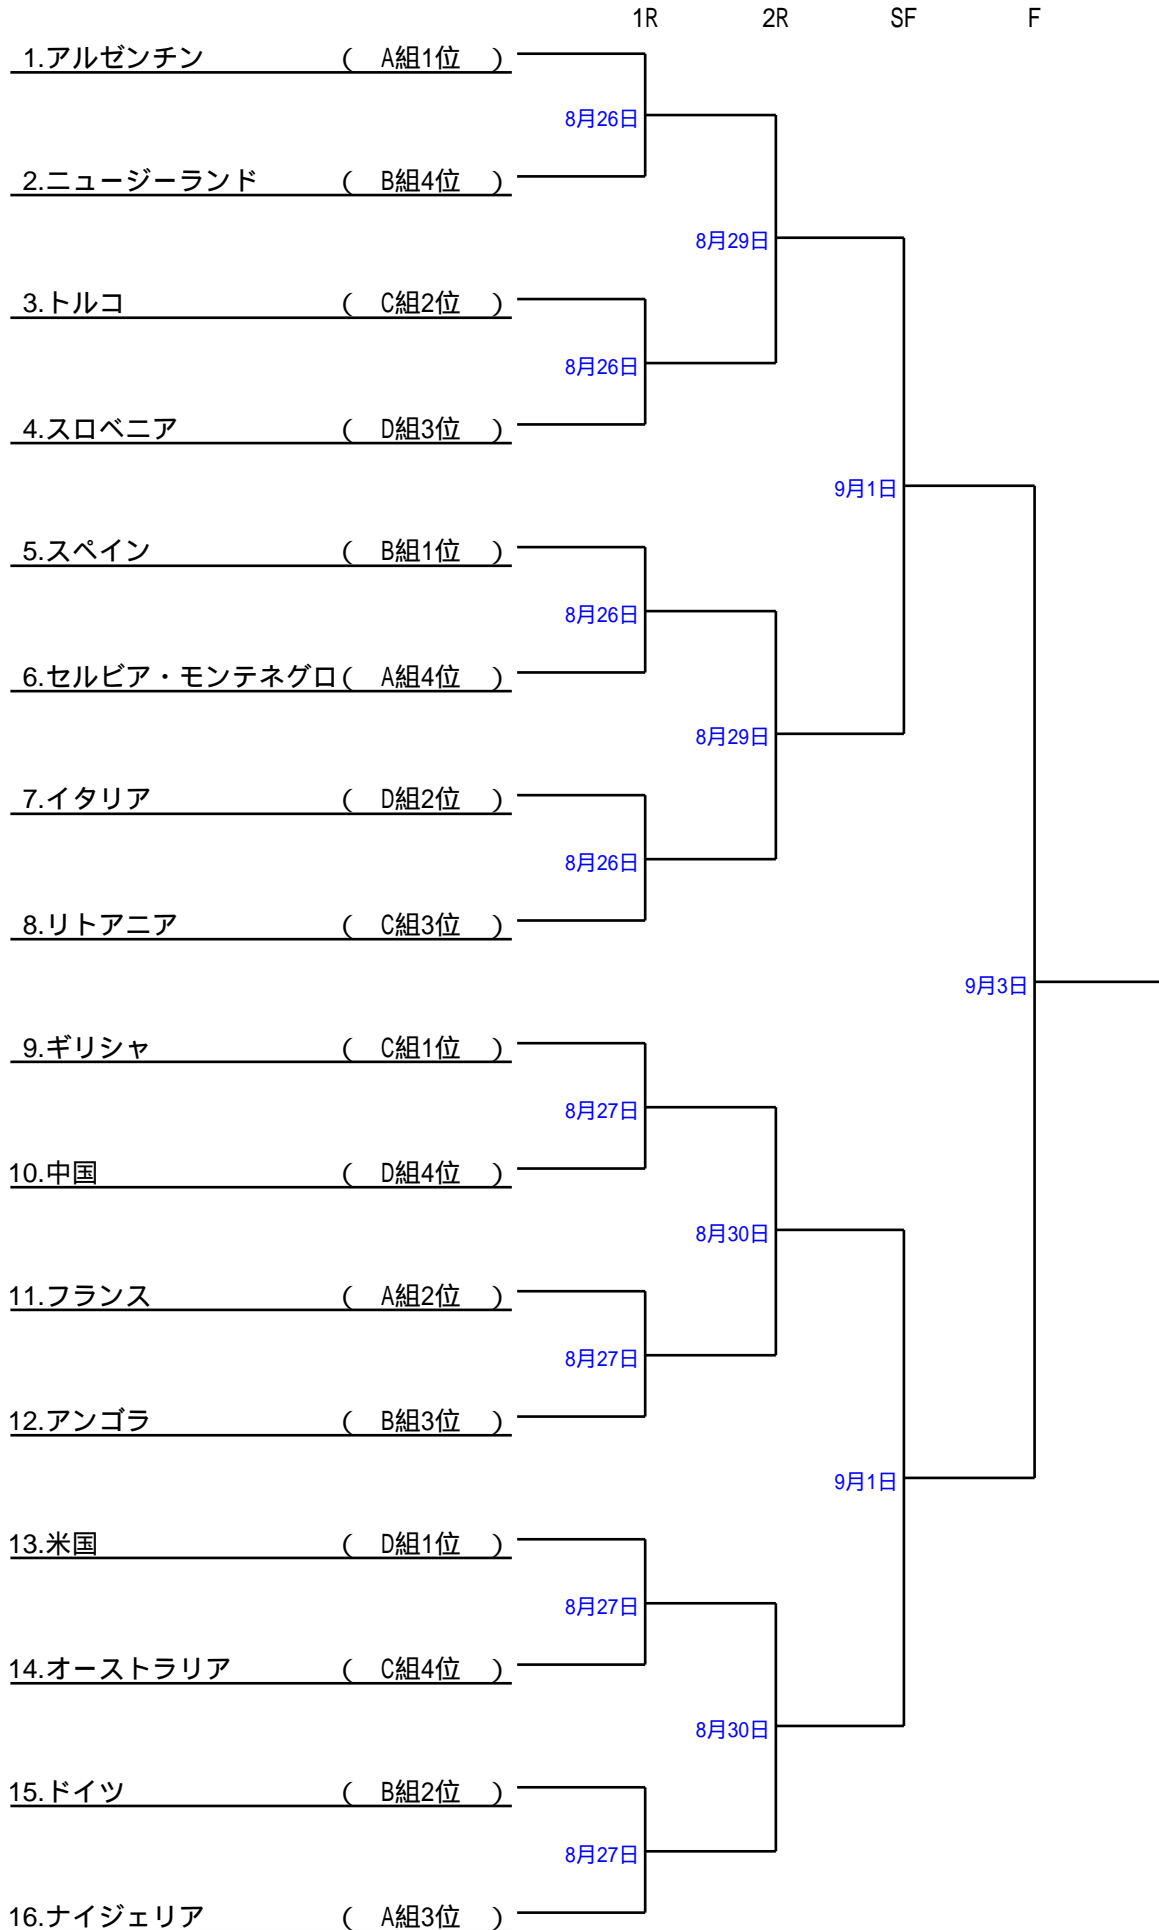 1R 2R SF F
1.アルゼンチン ( A組1位 )
8月26日
2.ニュージーランド ( B組4位 )
8月29日
3.トルコ ( C組2位 )
8月26日
4.スロベニア ( D組3位 )
9月1日
5.スペイン ( B組1位 )
8月26日
6.セルビア・モンテネグロ( A組4位 )
8月29日
7.イタリア ( D組2位 )
8月26日
8.リトアニア ( C組3位 )
9月3日
9.ギリシャ ( C組1位 )
8月27日
10.中国 ( D組4位 )
8月30日
11.フランス ( A組2位 )
8月27日
12.アンゴラ ( B組3位 )
9月1日
13.米国 ( D組1位 )
8月27日
14.オーストラリア ( C組4位 )
8月30日
15.ドイツ ( B組2位 )
8月27日
16.ナイジェリア ( A組3位 )